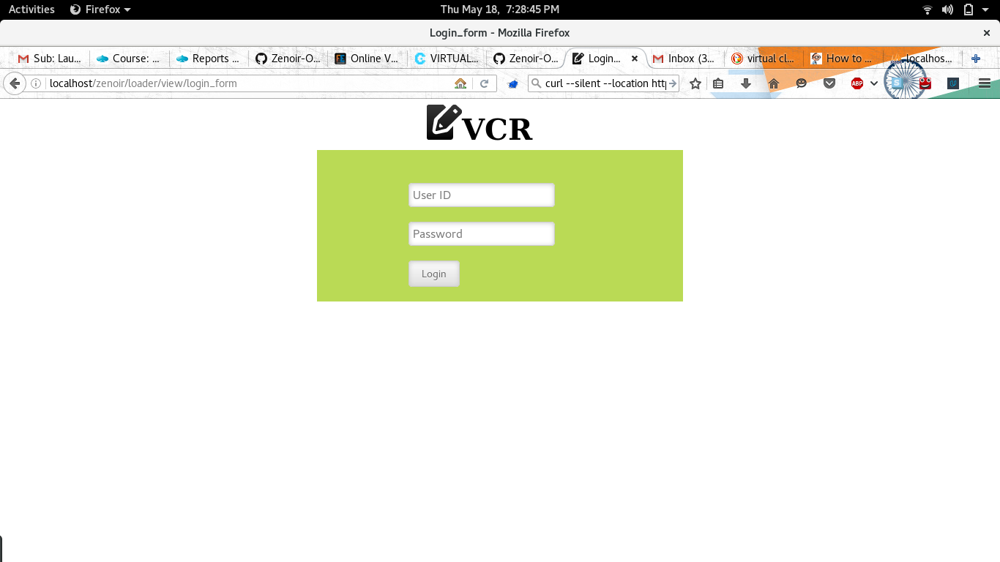 Activities Firefox Thu May 18, 7:28:45 PM
Login_form - Mozilla Firefox
Sub: Lau... Course: ... Reports ... Zenoir-O... Online V... VIRTUAL... Zenoir-O... Login... Inbox (3... virtual cl... How to ... localhos...
localhost/zenoir/loader/view/login_form curl --silent --location http ABP
VCR
User ID
Password
Login